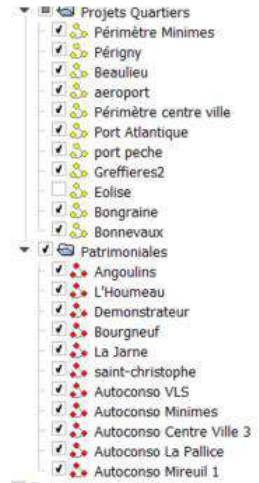 Projets Quartiers
Périmètre Minimes
Périgny
Beaulieu
aeroport
Périmètre centre ville
Port Atlantique
port peche
Greffieres2
Eolise
Bongraine
Bonnevaux
Patrimoniales
Angoulins
L'Houmeau
Demonstrateur
Bourgneuf
La Jarne
saint-christophe
Autoconso VLS
Autoconso Minimes
Autoconso Centre Ville 3
Autoconso La Pallice
Autoconso Mireuil 1